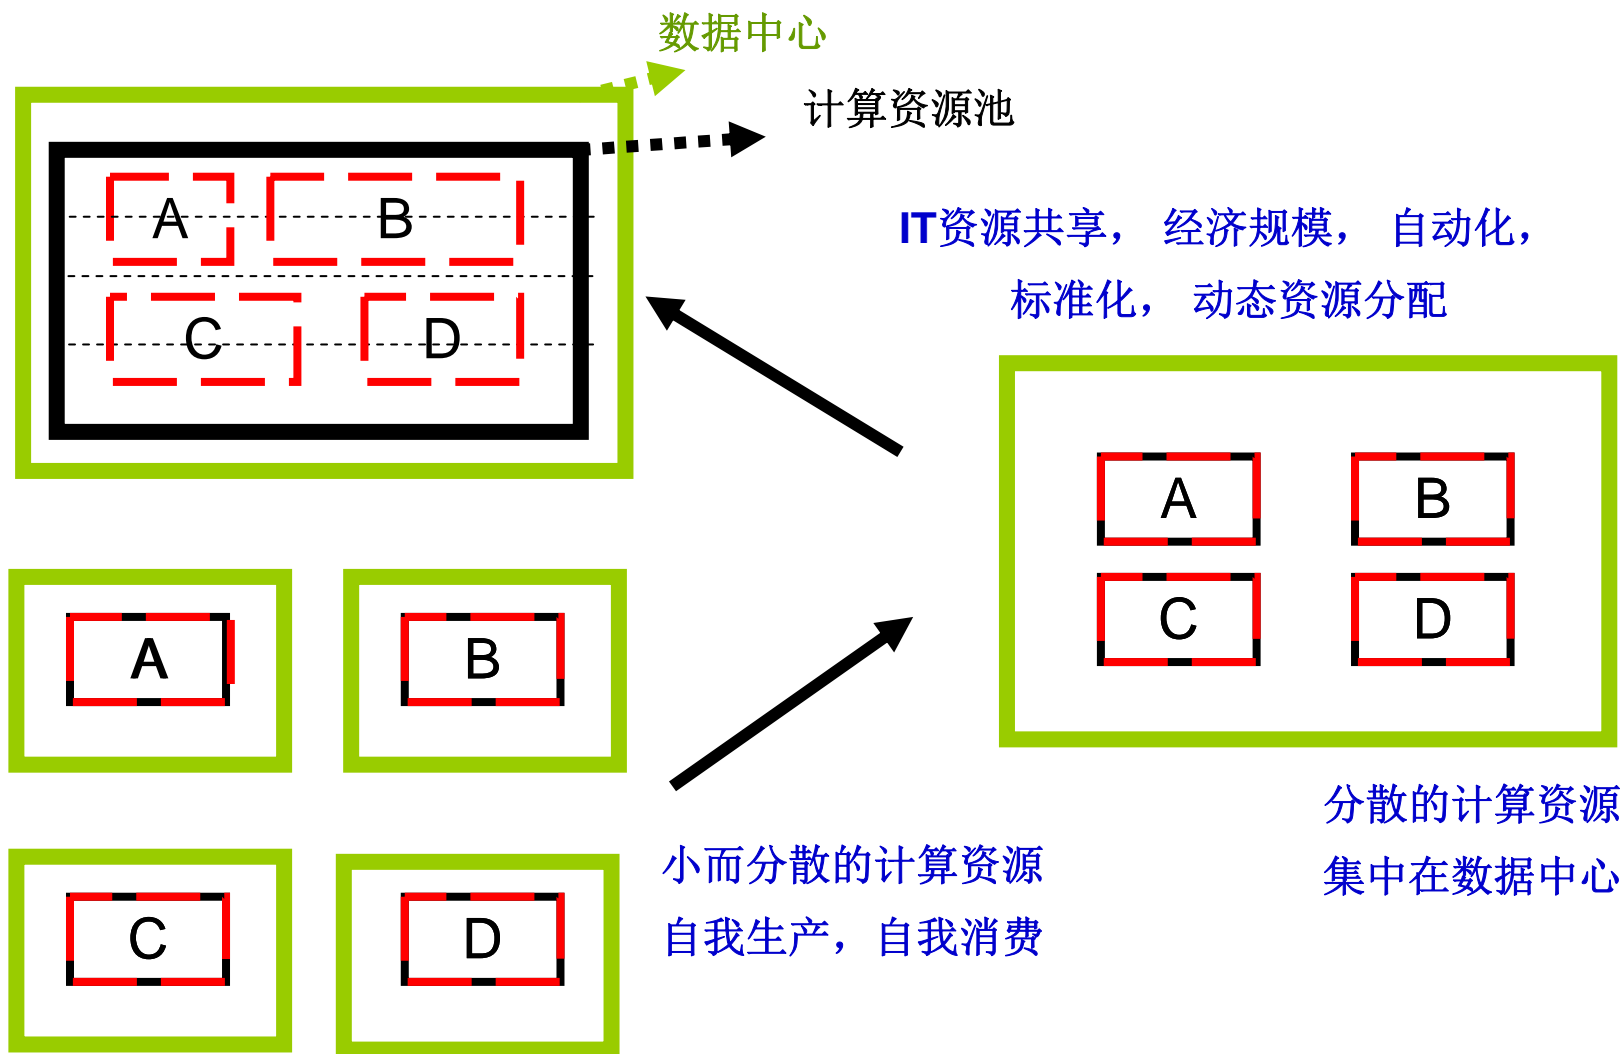 数据中心
计算资源池
A
B
C
D
IT资源共享， 经济规模， 自动化，
标准化， 动态资源分配
A
B
C
D
分散的计算资源
集中在数据中心
A
B
C
D
小而分散的计算资源
自我生产，自我消费